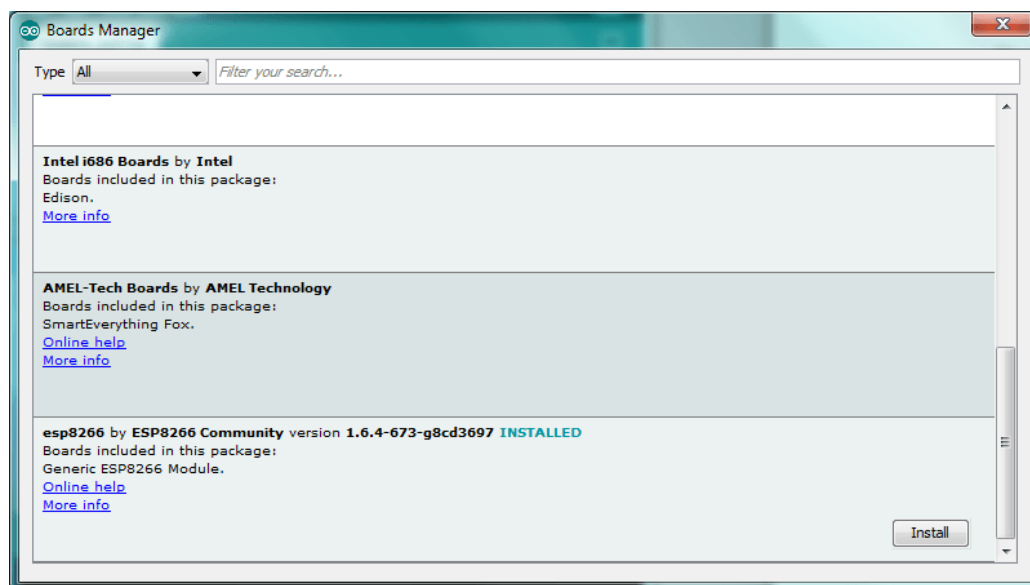 Boards Manager
Type All Filter your search...
Intel i686 Boards by Intel
Boards included in this package:
Edison.
More info
AMEL-Tech Boards by AMEL Technology
Boards included in this package:
SmartEverything Fox.
Online help
More info
esp8266 by ESP8266 Community version 1.6.4-673-g8cd3697 INSTALLED
Boards included in this package:
Generic ESP8266 Module.
Online help
More info
Install